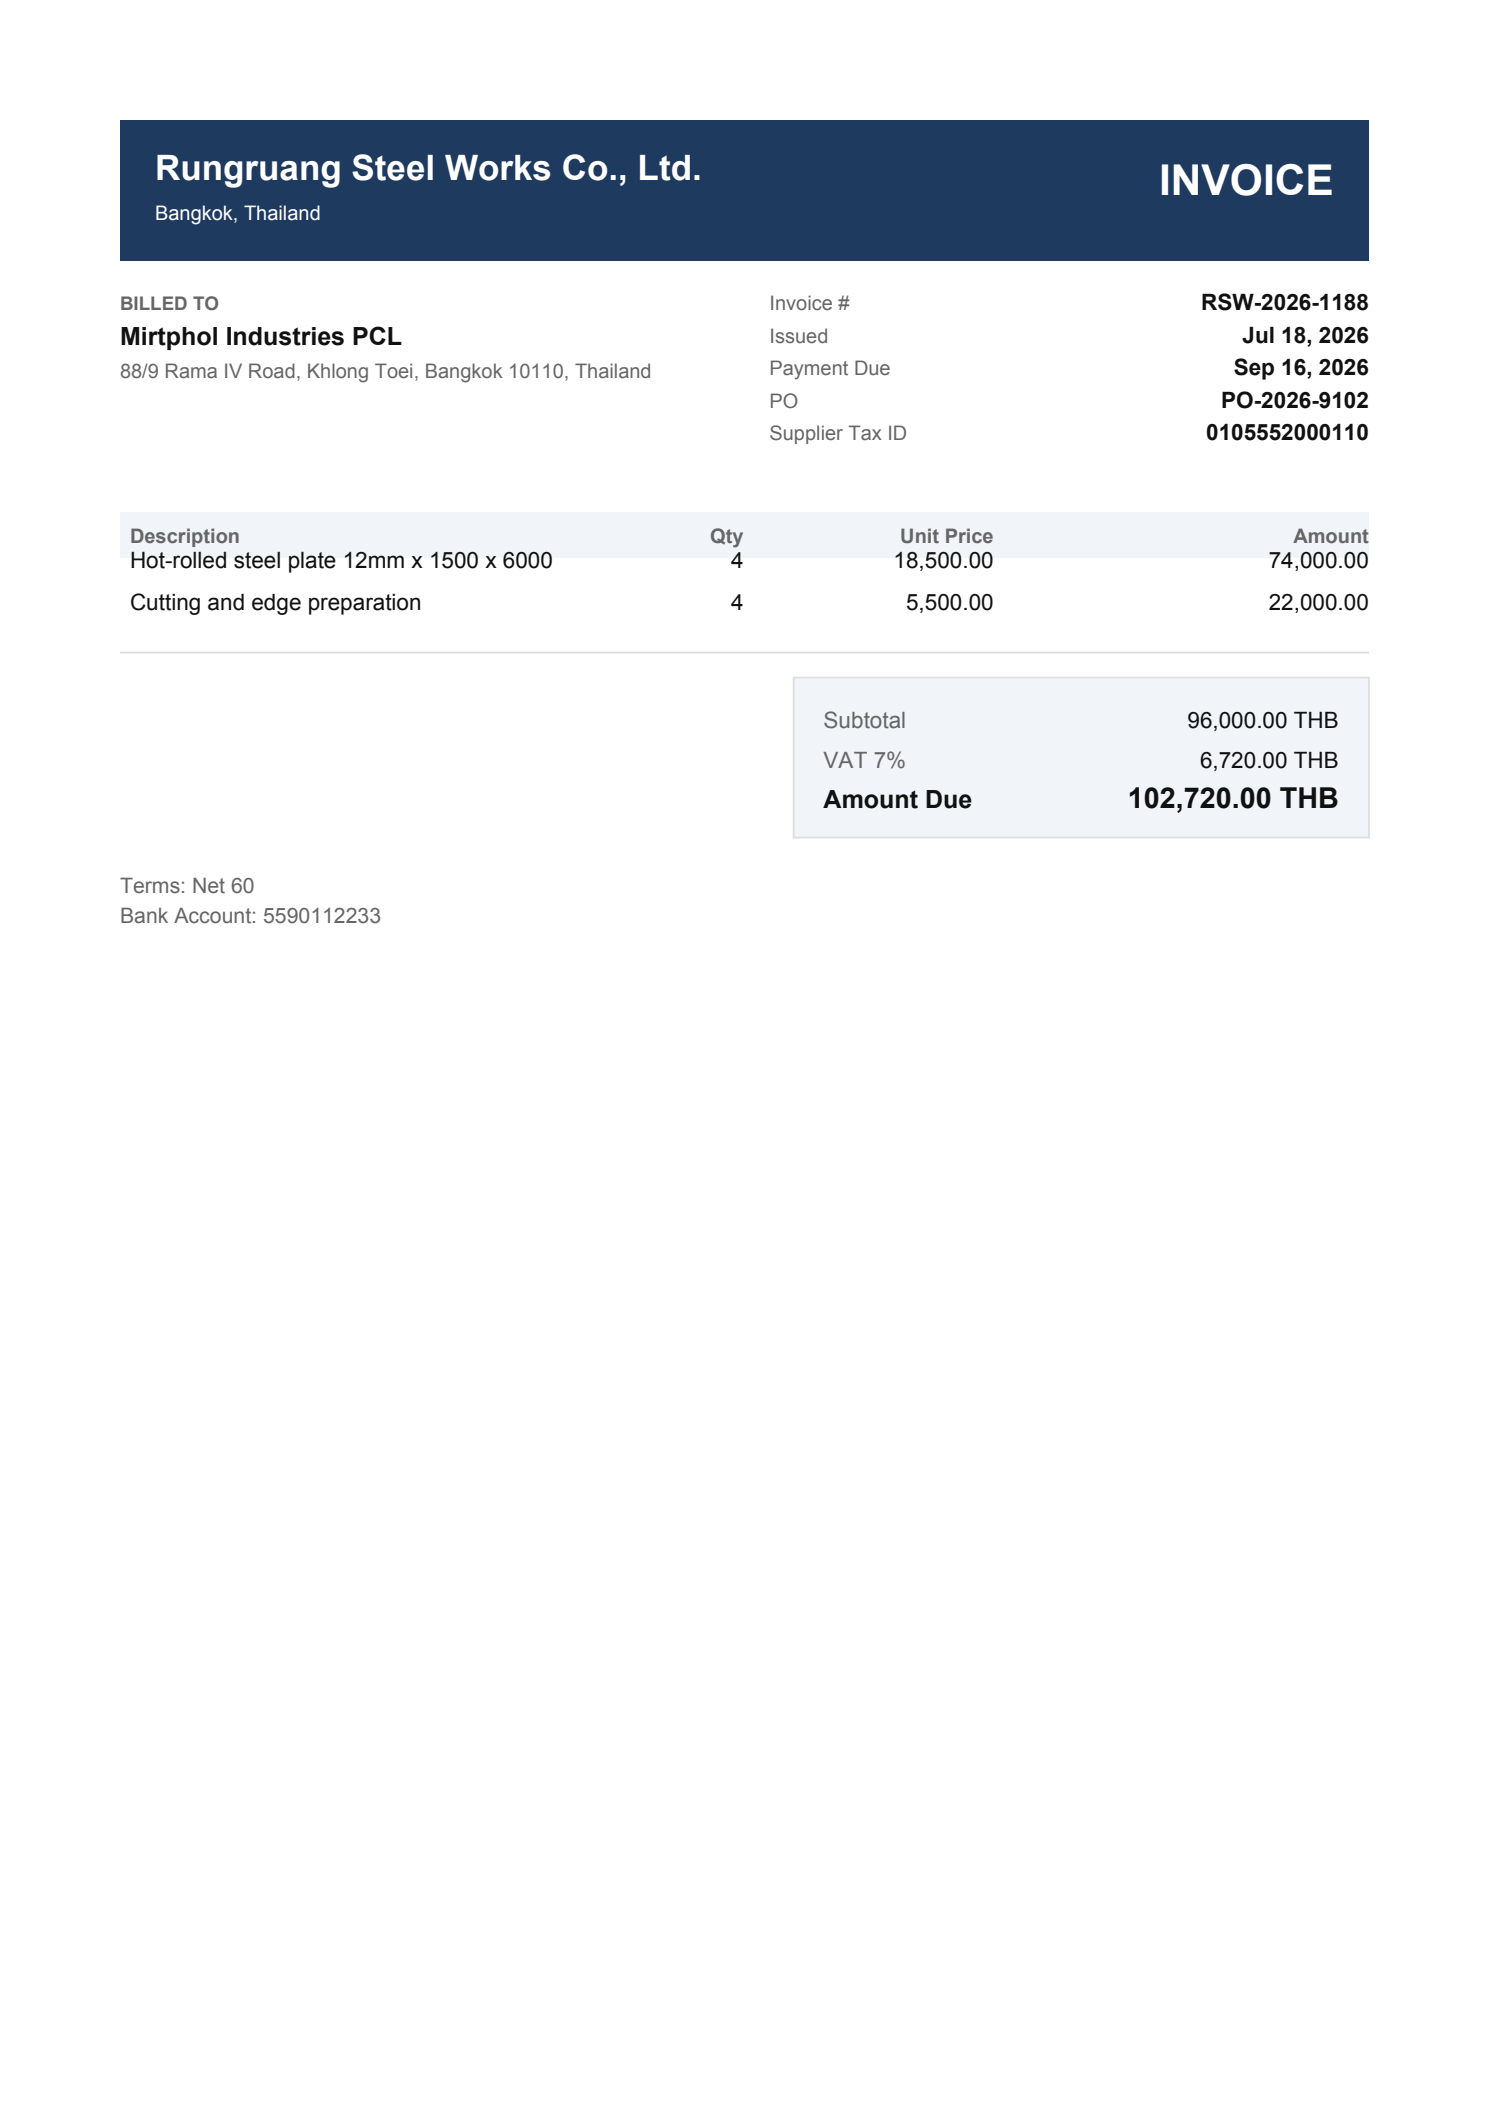 Rungruang Steel Works Co., Ltd.
INVOICE
Bangkok, Thailand
BILLED TO
Mirtphol Industries PCL
88/9 Rama IV Road, Khlong Toei, Bangkok 10110, Thailand
Invoice # RSW-2026-1188
Issued Jul 18, 2026
Payment Due Sep 16, 2026
PO PO-2026-9102
Supplier Tax ID 0105552000110
Description Qty Unit Price Amount
Hot-rolled steel plate 12mm x 1500 x 6000 4 18,500.00 74,000.00
Cutting and edge preparation 4 5,500.00 22,000.00
Subtotal 96,000.00 THB
VAT 7% 6,720.00 THB
Amount Due 102,720.00 THB
Terms: Net 60
Bank Account: 5590112233